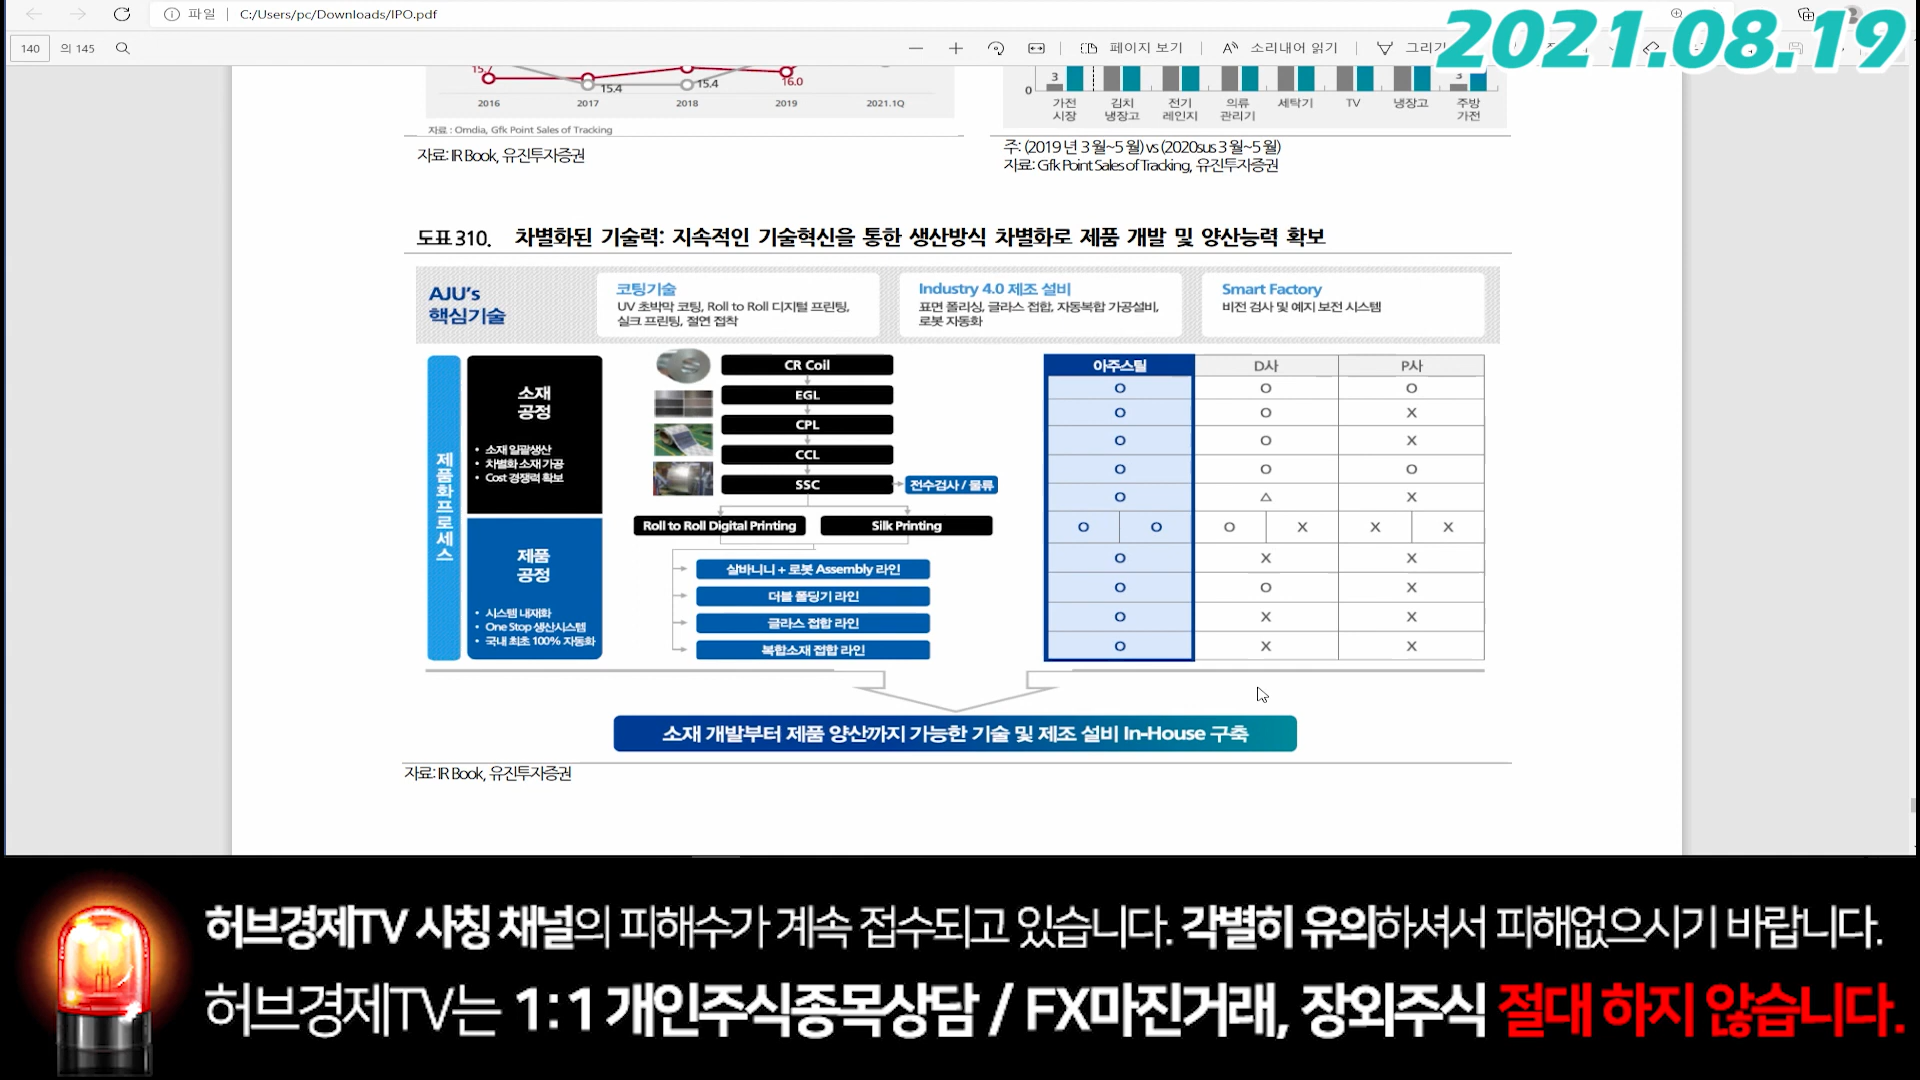 파일
C:/Users/pc/Downloads/IPO.pdf
2021.08.19
140 의 145
페이지 보기
소리내어 읽기
그리기
15.7
15.4
15.4
16.0
2016 2017 2018 2019 2021.1Q
자료 : Omdia, Gfk Point Sales of Tracking
자료: IR Book, 유진투자증권
3
3
0
가전 시장
김치 냉장고
전기 레인지
의류 관리기
세탁기
TV
냉장고
주방 가전
주: (2019년 3월~5월) vs (2020sus 3월~5월)
자료: Gfk Point Sales of Tracking, 유진투자증권
도표 310. 차별화된 기술력: 지속적인 기술혁신을 통한 생산방식 차별화로 제품 개발 및 양산능력 확보
AJU's
핵심기술
코팅기술
UV 초박막 코팅, Roll to Roll 디지털 프린팅,
실크 프린팅, 절연 접착
Industry 4.0 제조 설비
표면 폴리싱, 글라스 접합, 자동복합 가공설비,
로봇 자동화
Smart Factory
비전 검사 및 예지 보전 시스템
제품화프로세스
소재
공정
• 소재 일괄생산
• 차별화 소재 가공
• Cost 경쟁력 확보
제품
공정
• 시스템 내재화
• One Stop 생산시스템
• 국내 최초 100% 자동화
CR Coil
EGL
CPL
CCL
SSC
전수검사 / 물류
Roll to Roll Digital Printing
Silk Printing
살바니니 + 로봇 Assembly 라인
더블 폴딩기 라인
글라스 접합 라인
복합소재 접합 라인
아주스틸 D사 P사
O O O
O O X
O O X
O O O
O △ X
O O O X X X
O X X
O O X
O X X
O X X
소재 개발부터 제품 양산까지 가능한 기술 및 제조 설비 In-House 구축
자료: IR Book, 유진투자증권
허브경제TV 사칭 채널의 피해수가 계속 접수되고 있습니다. 각별히 유의하셔서 피해없으시기 바랍니다.
허브경제TV는 1:1 개인주식종목상담 / FX마진거래, 장외주식 절대 하지 않습니다.